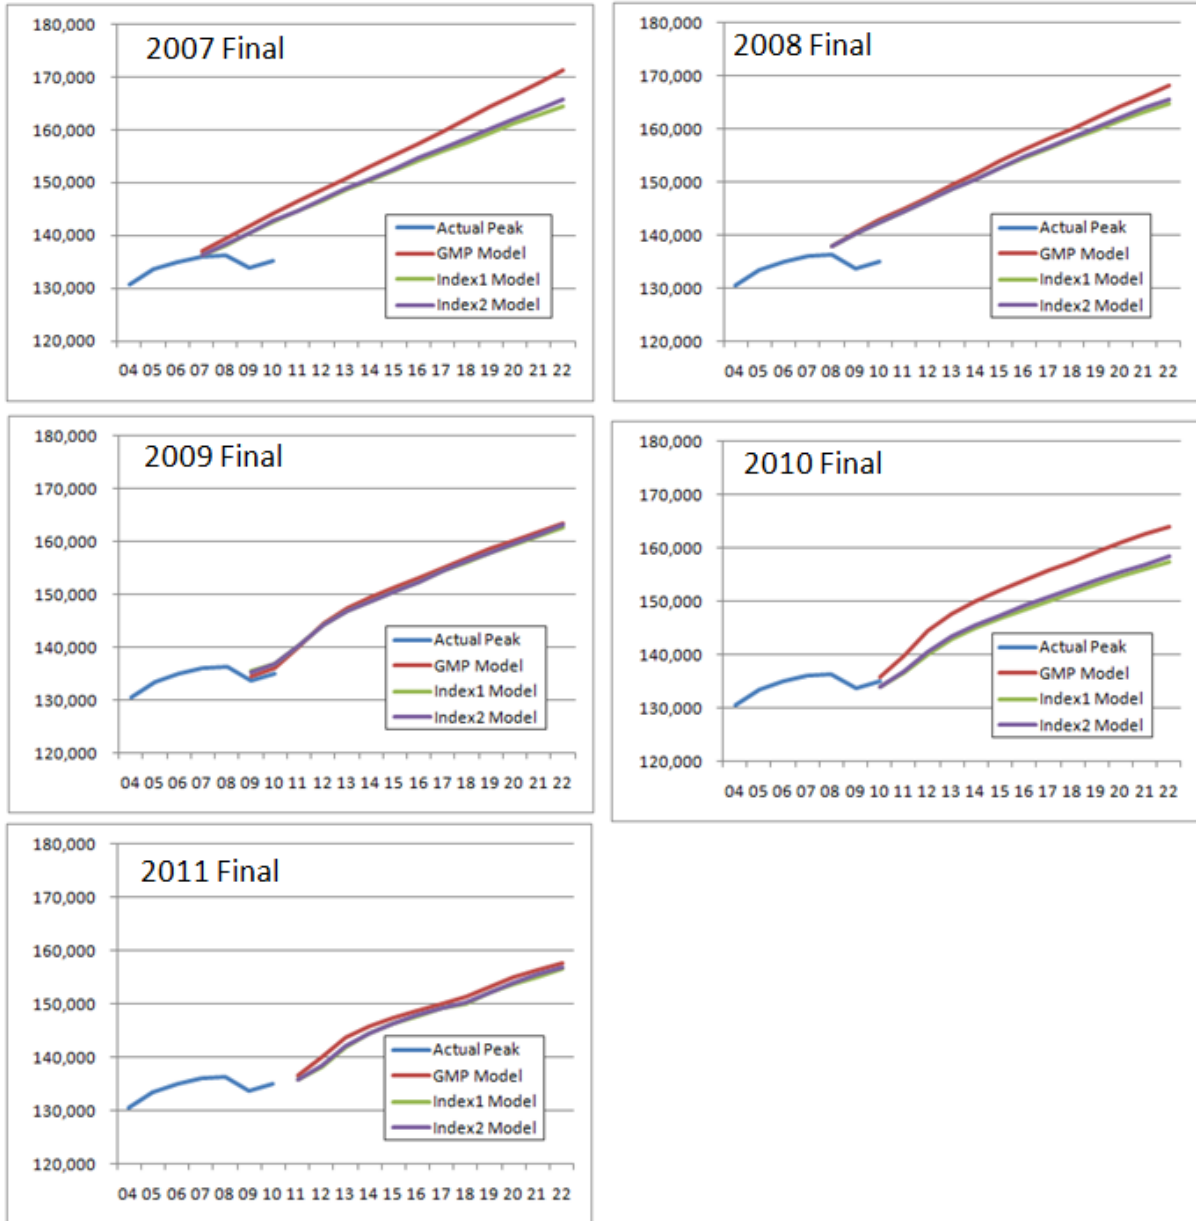 2007 Final
180,000
170,000
160,000
150,000
140,000
130,000
120,000
Actual Peak
GMP Model
Index1 Model
Index2 Model
04 05 06 07 08 09 10 11 12 13 14 15 16 17 18 19 20 21 22
2008 Final
180,000
170,000
160,000
150,000
140,000
130,000
120,000
Actual Peak
GMP Model
Index1 Model
Index2 Model
04 05 06 07 08 09 10 11 12 13 14 15 16 17 18 19 20 21 22
2009 Final
180,000
170,000
160,000
150,000
140,000
130,000
120,000
Actual Peak
GMP Model
Index1 Model
Index2 Model
04 05 06 07 08 09 10 11 12 13 14 15 16 17 18 19 20 21 22
2010 Final
180,000
170,000
160,000
150,000
140,000
130,000
120,000
Actual Peak
GMP Model
Index1 Model
Index2 Model
04 05 06 07 08 09 10 11 12 13 14 15 16 17 18 19 20 21 22
2011 Final
180,000
170,000
160,000
150,000
140,000
130,000
120,000
Actual Peak
GMP Model
Index1 Model
Index2 Model
04 05 06 07 08 09 10 11 12 13 14 15 16 17 18 19 20 21 22